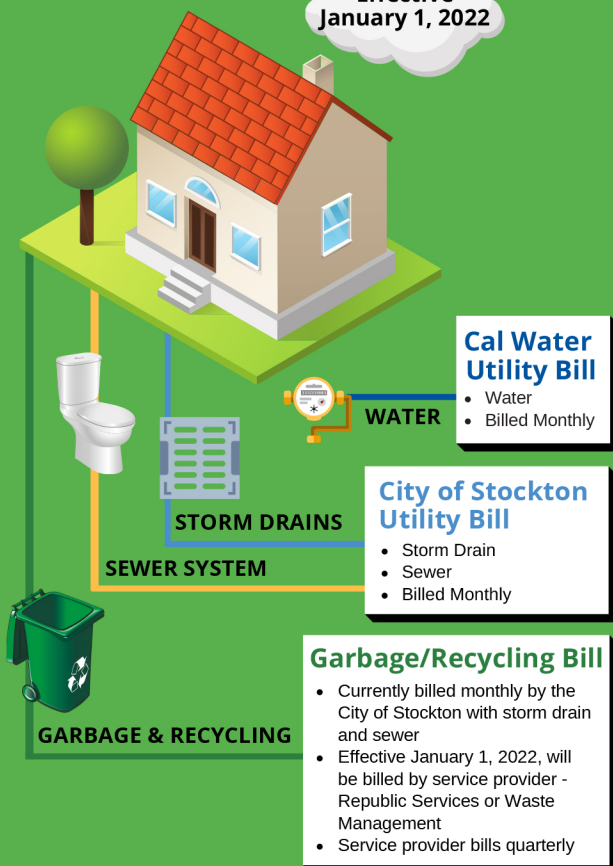 Effective
January 1, 2022
Cal Water
Utility Bill
• Water
• Billed Monthly
WATER
City of Stockton
Utility Bill
• Storm Drain
• Sewer
• Billed Monthly
STORM DRAINS
SEWER SYSTEM
Garbage/Recycling Bill
• Currently billed monthly by the
City of Stockton with storm drain
and sewer
• Effective January 1, 2022, will
be billed by service provider -
Republic Services or Waste
Management
• Service provider bills quarterly
GARBAGE & RECYCLING